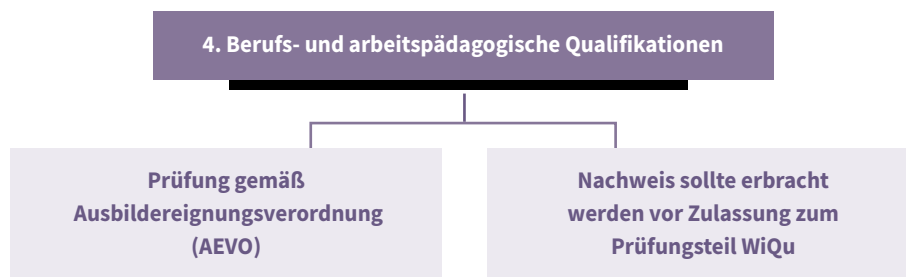 4. Berufs- und arbeitspädagogische Qualifikationen
Prüfung gemäß
Ausbildereignungsverordnung
(AEVO)
Nachweis sollte erbracht
werden vor Zulassung zum
Prüfungsteil WiQu